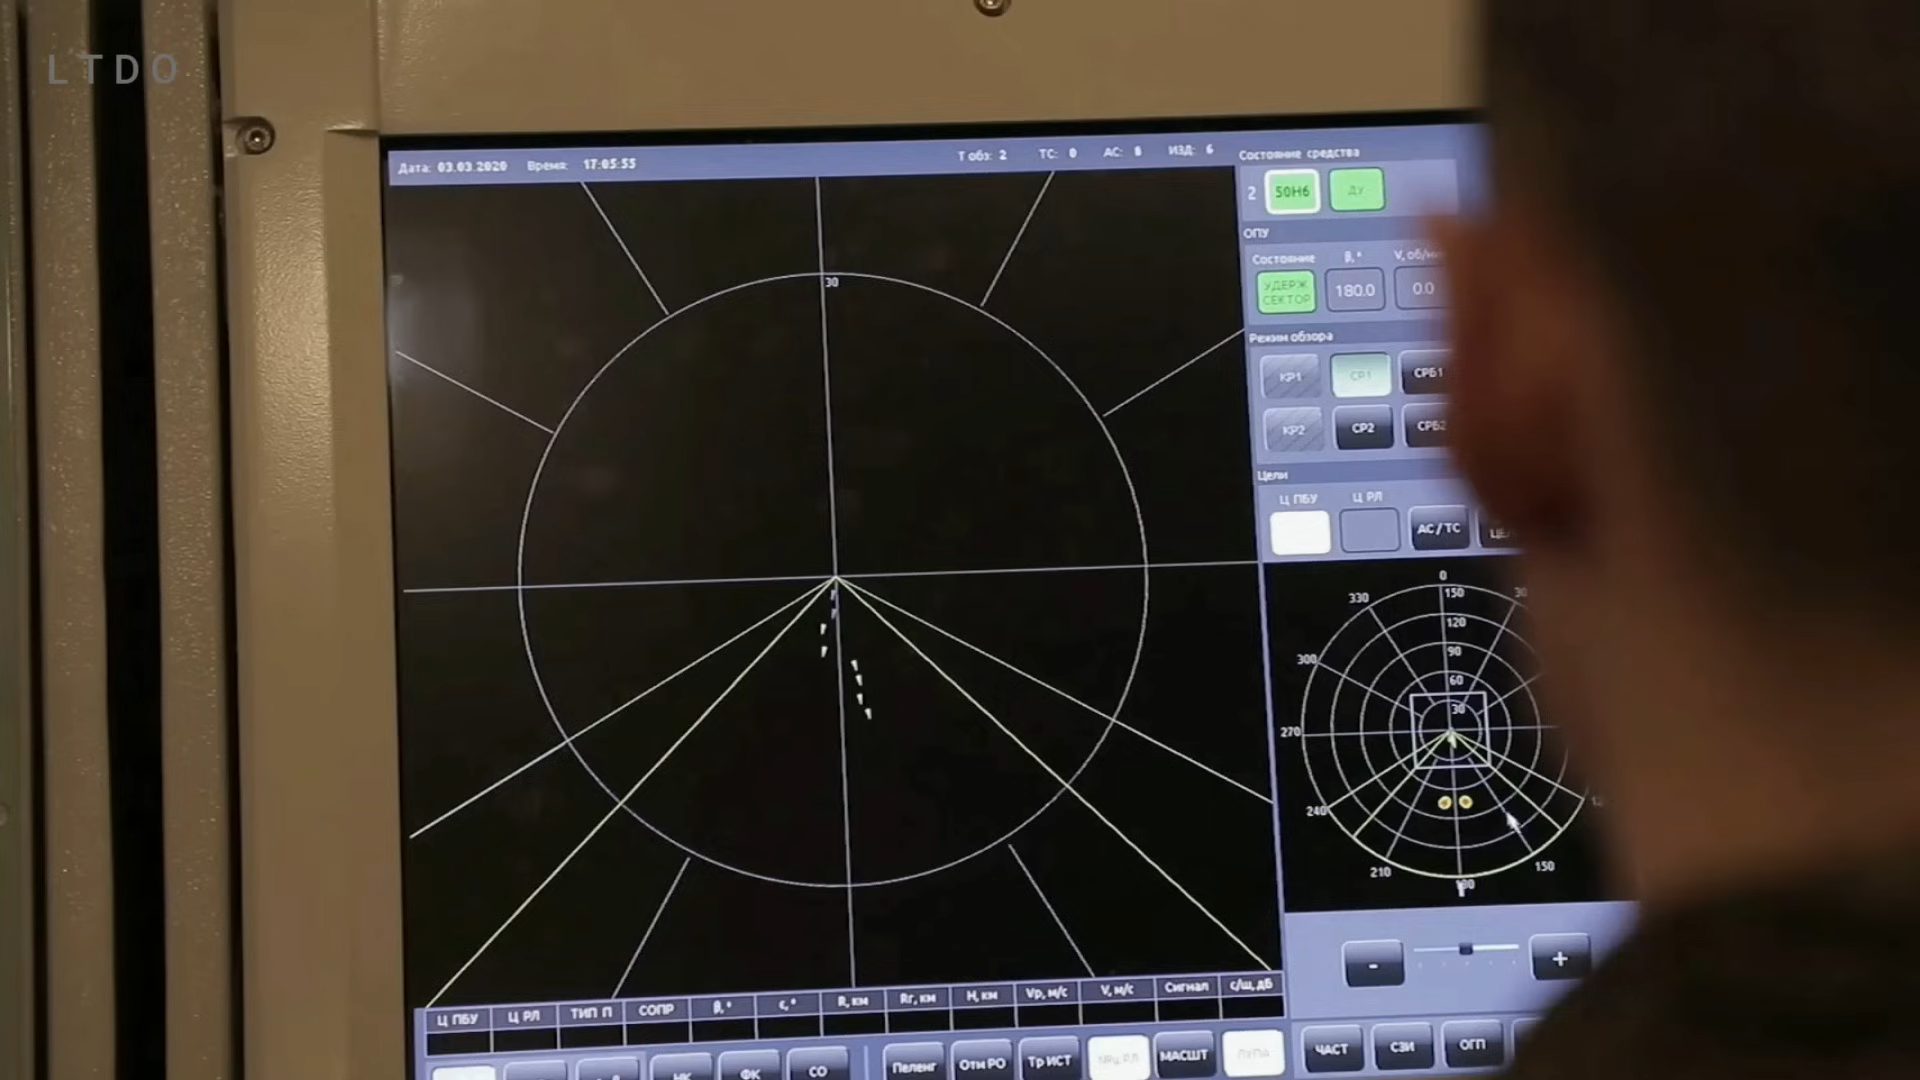 LTDO
Дата: 03.03.2020 Время: 17:05:55 Т обз: 2 ТС: 0 АС: 8 ИЗД: 6
Состояние средства
2 50Н6 ДУ
ОПУ
Состояние β,° V, об/
УДЕРЖ СЕКТОР 180.0 0.0
Режим обзора
КР1 СР1 СРБ1
КР2 СР2 СРБ2
Цели
Ц ПБУ Ц РЛ
АС/ТС
30
0
330 150 30
120
300 90
60
30
270
240
210 180 150
- +
Ц ПБУ Ц РЛ ТИП П СОПР β,° ε,° R, км Rг, км Н, км Vр, м/с V, м/с Сигнал с/ш, дБ
НК ФК СО Пеленг Отм РО Тр ИСТ МАСШТ ЛУПА ЧАСТ СЗИ ОГП